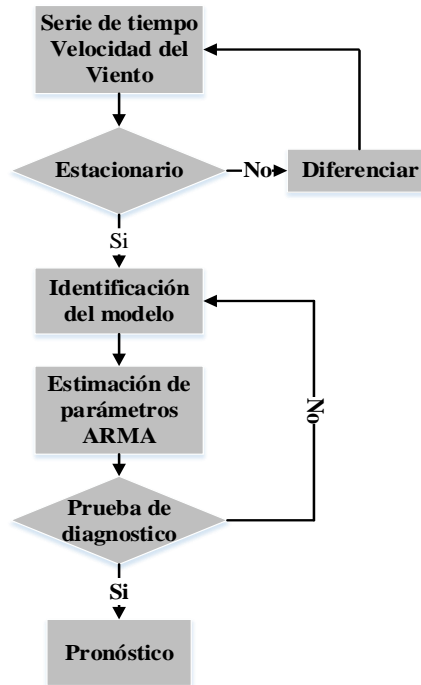 Serie de tiempo
Velocidad del
Viento
Estacionario
No
Diferenciar
Si
Identificación
del modelo
Estimación de
parámetros
ARMA
No
Prueba de
diagnostico
Si
Pronóstico